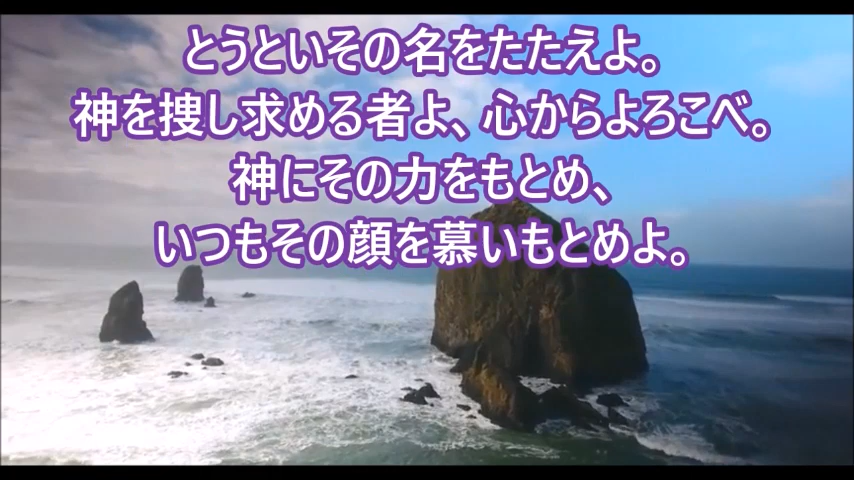 とうといその名をたたえよ。
神を捜し求める者よ、心からよろこべ。
神にその力をもとめ、
いつもその顔を慕いもとめよ。